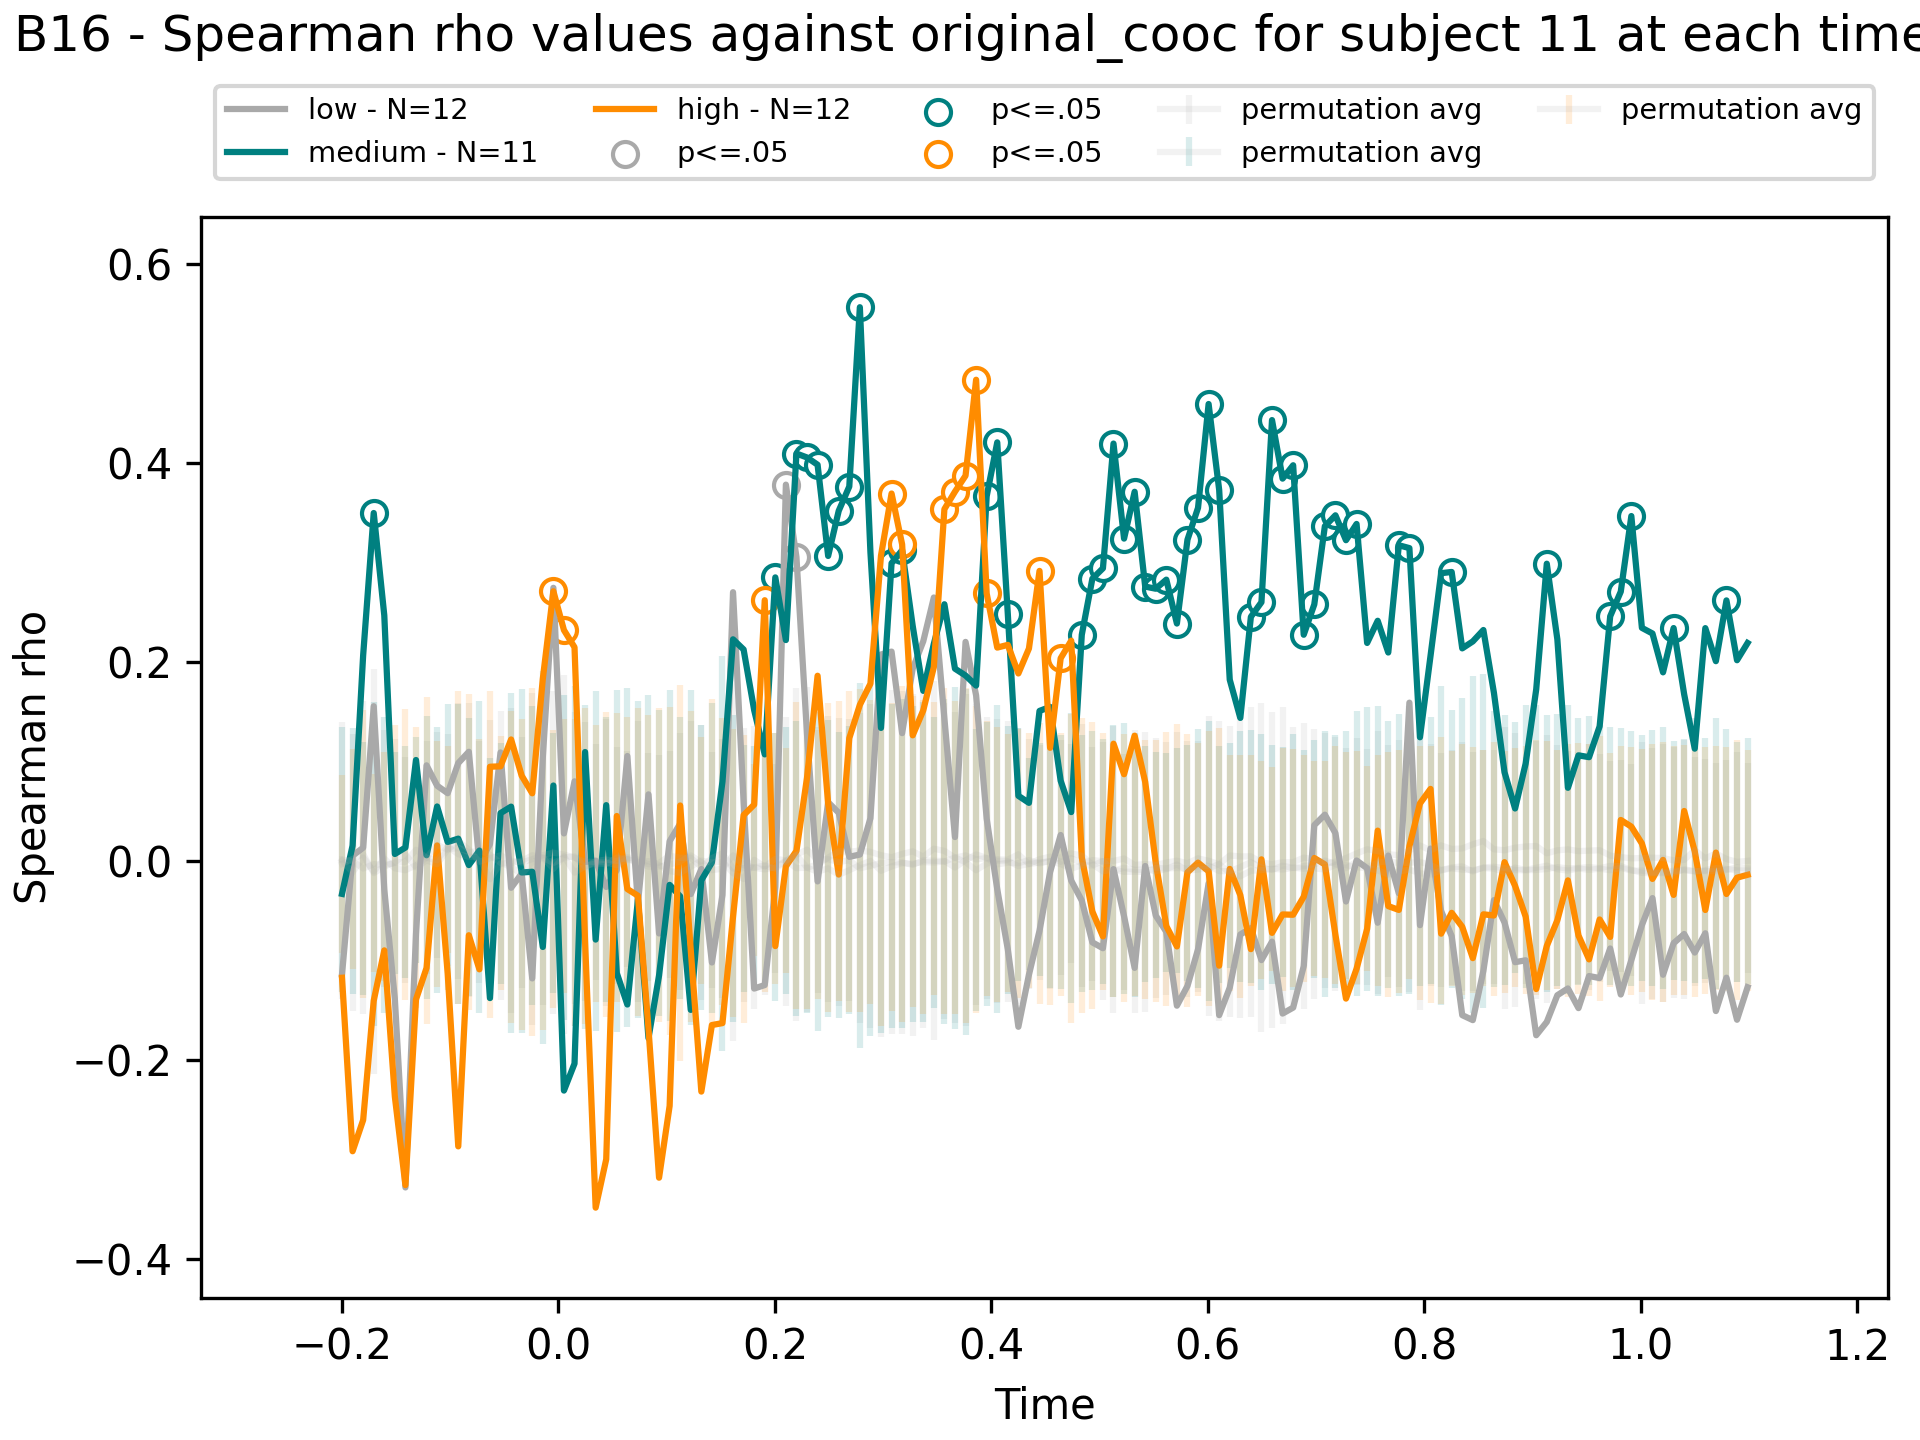 B16 - Spearman rho values against original_cooc for subject 11 at each time
low - N=12 high - N=12 p<=.05 permutation avg permutation avg
medium - N=11 p<=.05 p<=.05 permutation avg
0.6
0.4
0.2
0.0
−0.2
−0.4
Spearman rho
−0.2 0.0 0.2 0.4 0.6 0.8 1.0 1.2
Time